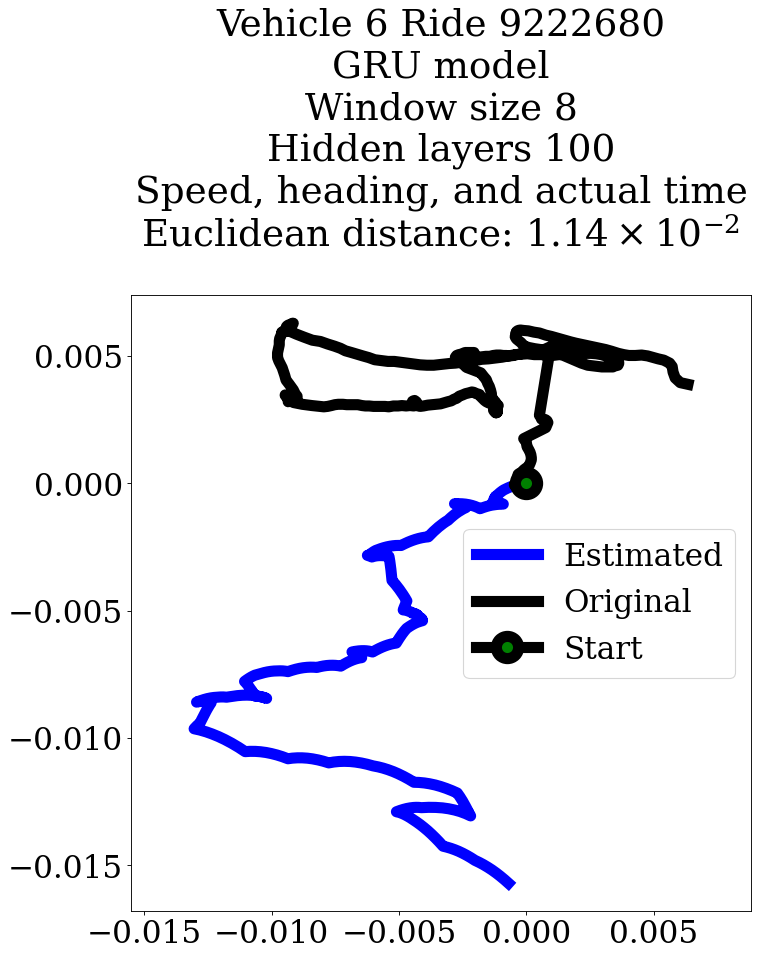 Vehicle 6 Ride 9222680
GRU model
Window size 8
Hidden layers 100
Speed, heading, and actual time
Euclidean distance: 1.14 × 10⁻²
0.005
0.000
−0.005
−0.010
−0.015
Estimated
Original
Start
−0.015 −0.010 −0.005 0.000 0.005